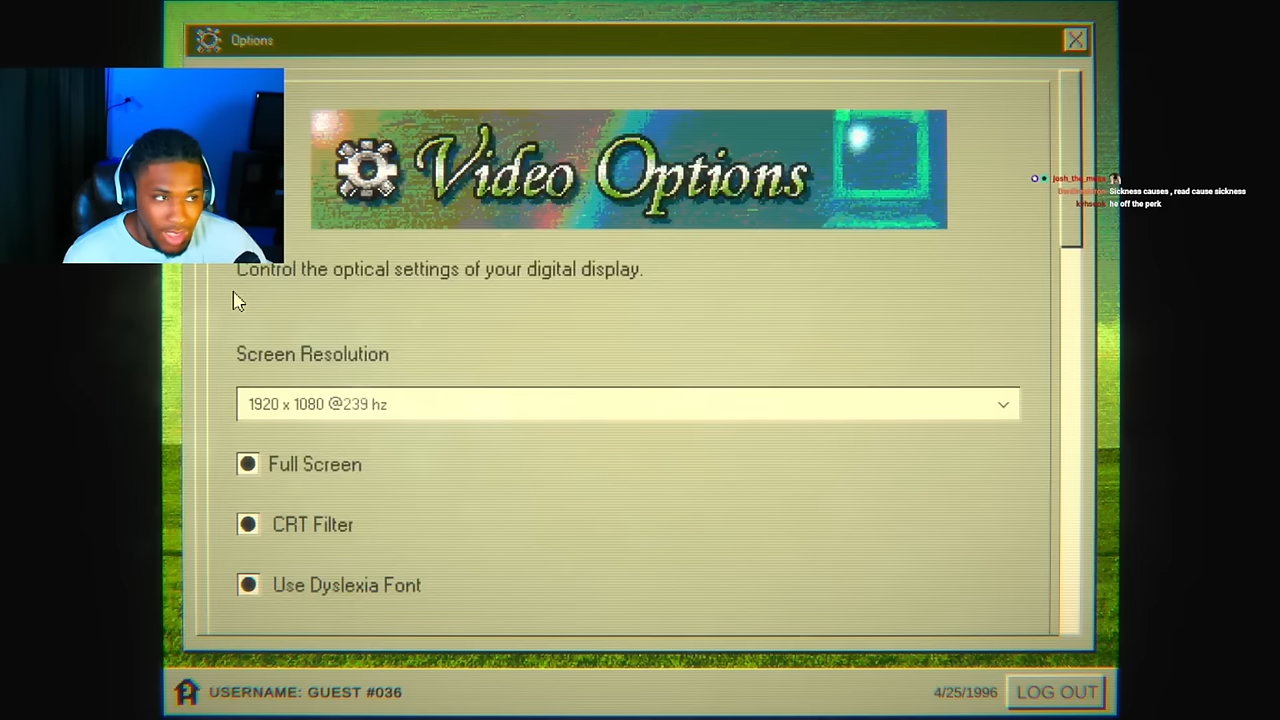 Options
Video Options
Sickness causes , read cause sickness
he off the perk
Control the optical settings of your digital display.
Screen Resolution
1920 x 1080 @239 hz
Full Screen
CRT Filter
Use Dyslexia Font
USERNAME: GUEST #036
4/25/1996
LOG OUT